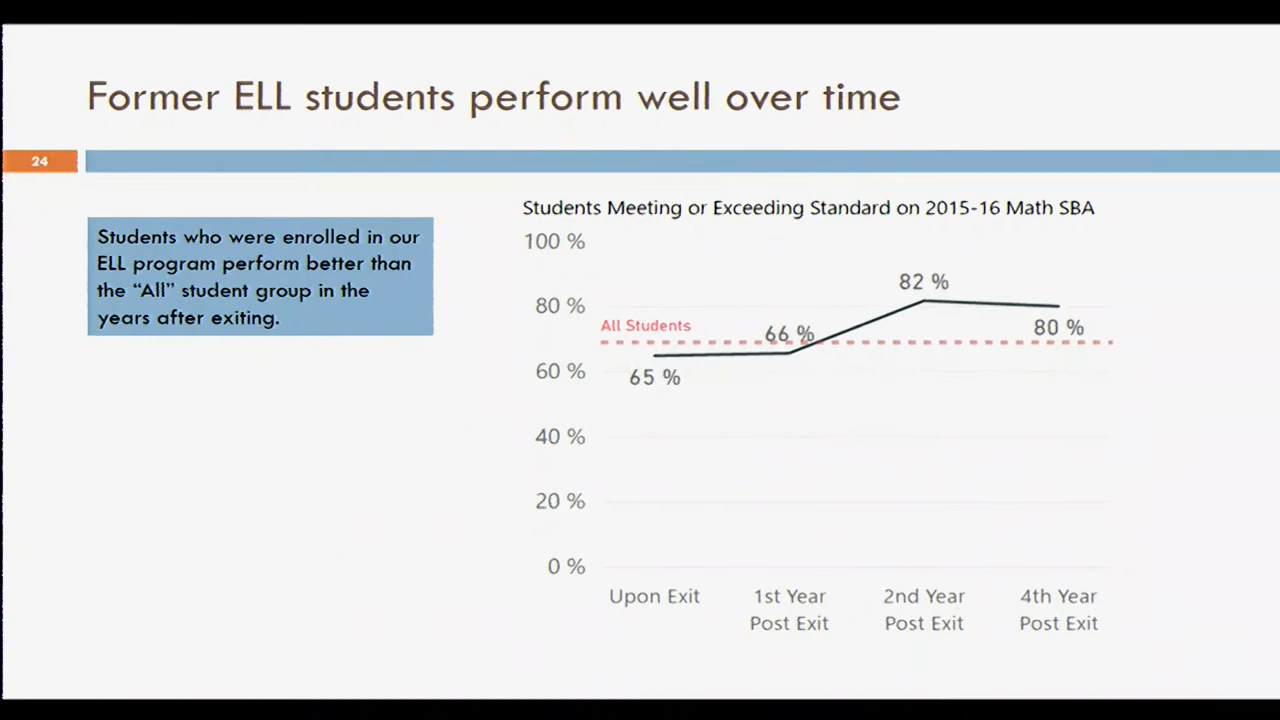 Former ELL students perform well over time
24
Students who were enrolled in our
ELL program perform better than
the “All” student group in the
years after exiting.
Students Meeting or Exceeding Standard on 2015-16 Math SBA
100 %
80 %
60 %
40 %
20 %
0 %
All Students
65 %
66 %
82 %
80 %
Upon Exit
1st Year
Post Exit
2nd Year
Post Exit
4th Year
Post Exit